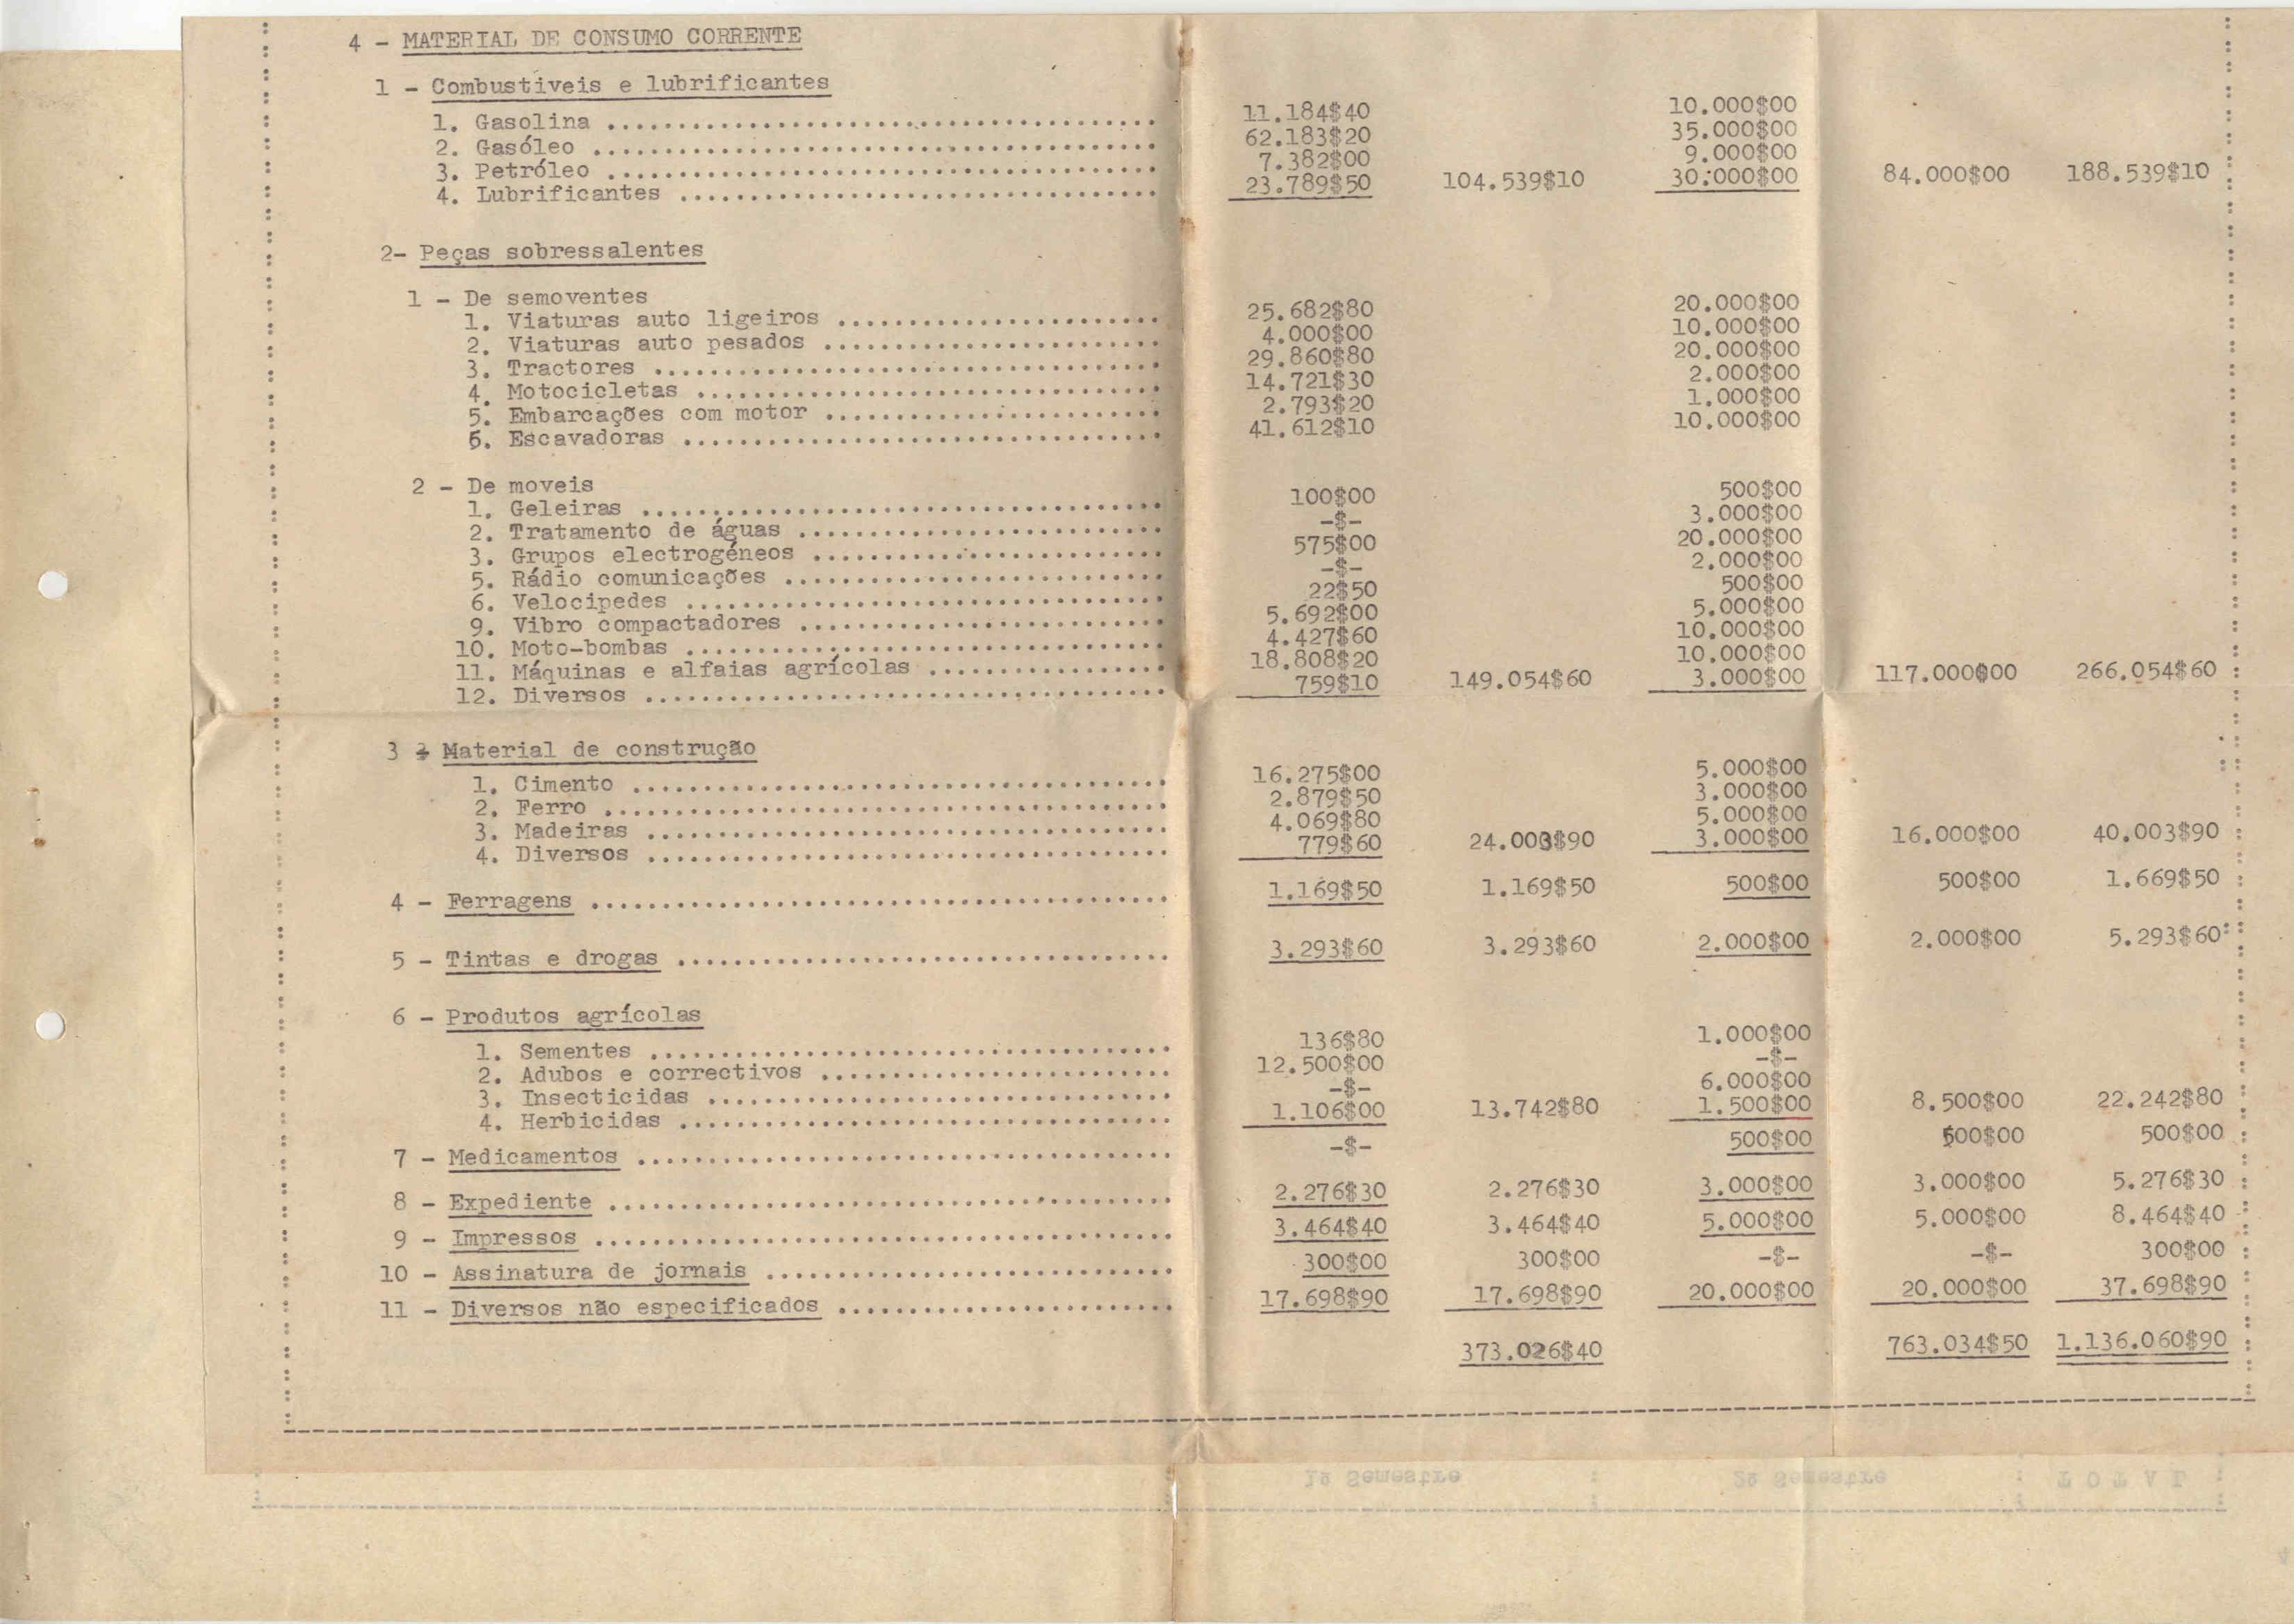 4 - MATERIAL DE CONSUMO CORRENTE
1 - Combustiveis e lubrificantes
1. Gasolina ........ 11.184$40 10.000$00
2. Gasóleo ........ 62.183$20 35.000$00
3. Petróleo ........ 7.382$00 9.000$00
4. Lubrificantes ........ 23.789$50 104.539$10 30:000$00 84.000$00 188.539$10
2- Peças sobressalentes
1 - De semoventes
1. Viaturas auto ligeiros ........ 25.682$80 20.000$00
2. Viaturas auto pesados ........ 4.000$00 10.000$00
3. Tractores ........ 29.860$80 20.000$00
4. Motocicletas ........ 14.721$30 2.000$00
5. Embarcações com motor ........ 2.793$20 1.000$00
6. Escavadoras ........ 41.612$10 10.000$00
2 - De moveis
1. Geleiras ........ 100$00 500$00
2. Tratamento de águas ........ -$- 3.000$00
3. Grupos electrogéneos ........ 575$00 20.000$00
5. Rádio comunicações ........ -$- 2.000$00
6. Velocipedes ........ 22$50 500$00
9. Vibro compactadores ........ 5.692$00 5.000$00
10. Moto-bombas ........ 4.427$60 10.000$00
11. Máquinas e alfaias agrícolas ........ 18.808$20 10.000$00
12. Diversos ........ 759$10 149.054$60 3.000$00 117.000$00 266.054$60
3 - Material de construção
1. Cimento ........ 16.275$00 5.000$00
2. Ferro ........ 2.879$50 3.000$00
3. Madeiras ........ 4.069$80 5.000$00
4. Diversos ........ 779$60 24.003$90 3.000$00 16.000$00 40.003$90
4 - Ferragens ........ 1.169$50 1.169$50 500$00 500$00 1.669$50
5 - Tintas e drogas ........ 3.293$60 3.293$60 2.000$00 2.000$00 5.293$60
6 - Produtos agrícolas
1. Sementes ........ 136$80 1.000$00
2. Adubos e correctivos ........ 12.500$00 -$-
3. Insecticidas ........ -$- 6.000$00
4. Herbicidas ........ 1.106$00 13.742$80 1.500$00 8.500$00 22.242$80
7 - Medicamentos ........ -$- 500$00 500$00 500$00
8 - Expediente ........ 2.276$30 2.276$30 3.000$00 3.000$00 5.276$30
9 - Impressos ........ 3.464$40 3.464$40 5.000$00 5.000$00 8.464$40
10 - Assinatura de jornais ........ 300$00 300$00 -$- -$- 300$00
11 - Diversos não especificados ........ 17.698$90 17.698$90 20.000$00 20.000$00 37.698$90
373.026$40 763.034$50 1.136.060$90
1º Semestre 2º Semestre T O T A L